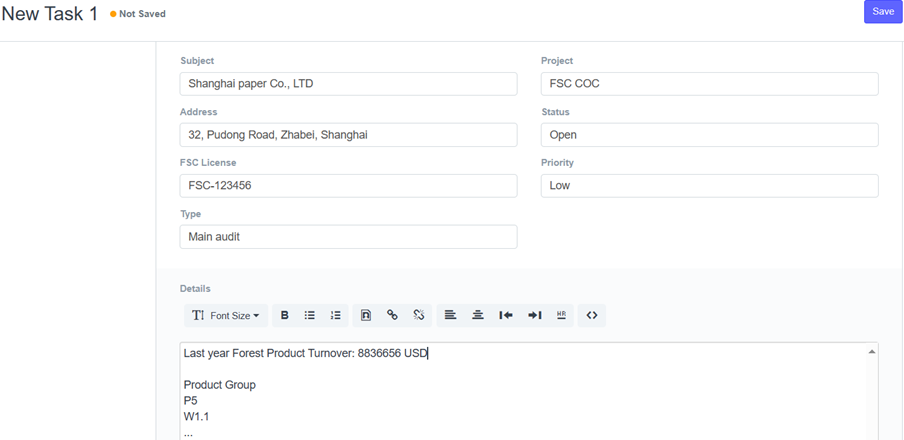 New Task 1
Not Saved
Save
Subject
Project
Shanghai paper Co., LTD
FSC COC
Address
Status
32, Pudong Road, Zhabei, Shanghai
Open
FSC License
Priority
FSC-123456
Low
Type
Main audit
Details
Font Size
B
HR
Last year Forest Product Turnover: 8836656 USD
Product Group
P5
W1.1
...